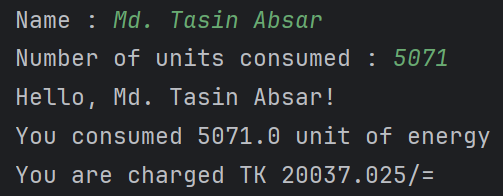 Name : Md. Tasin Absar
Number of units consumed : 5071
Hello, Md. Tasin Absar!
You consumed 5071.0 unit of energy
You are charged TK 20037.025/=